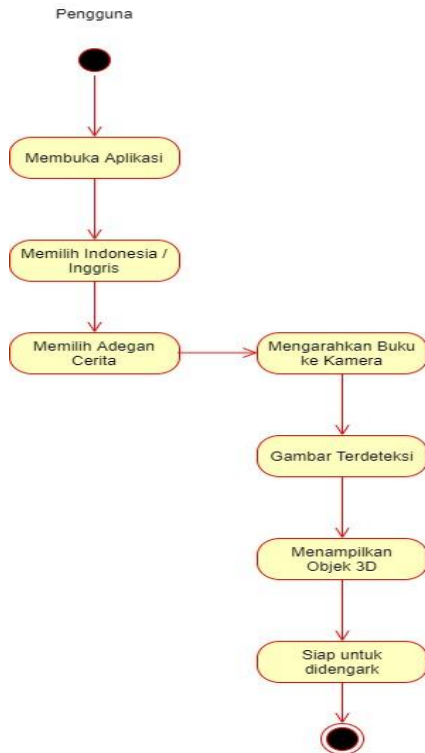 Pengguna
Membuka Aplikasi
Memilih Indonesia /
Inggris
Memilih Adegan
Cerita
Mengarahkan Buku
ke Kamera
Gambar Terdeteksi
Menampilkan
Objek 3D
Siap untuk
didengark